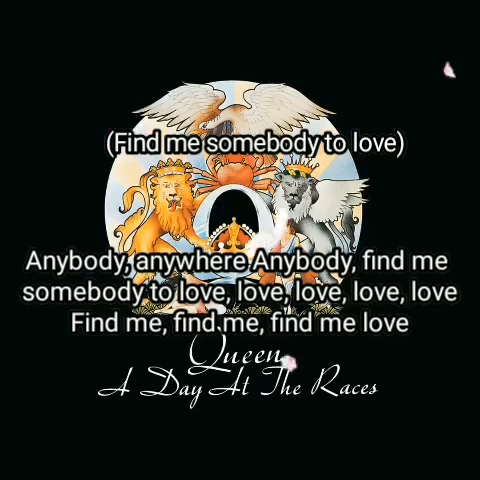 (Find me somebody to love)
Anybody, anywhere Anybody, find me
somebody to love, love, love, love, love
Find me, find me, find me love
Queen
A Day At The Races